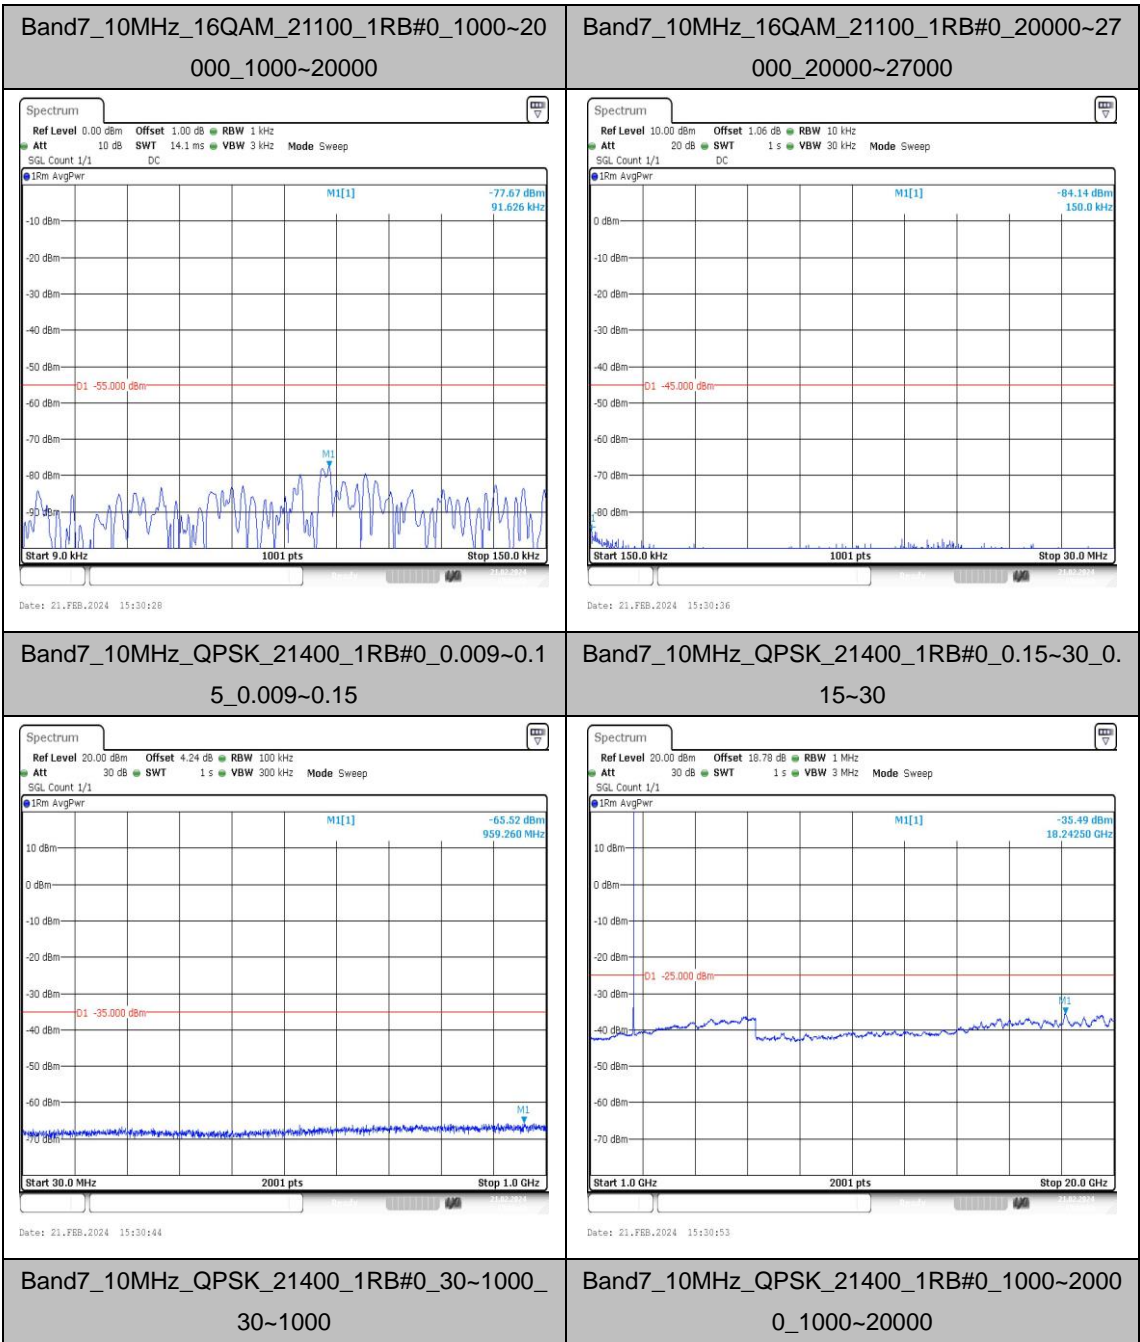 Band7_10MHz_16QAM_21100_1RB#0_1000~20
000_1000~20000
Band7_10MHz_16QAM_21100_1RB#0_20000~27
000_20000~27000
Spectrum
Ref Level 0.00 dBm Offset 1.00 dB RBW 1 kHz
Att 10 dB SWT 14.1 ms VBW 3 kHz Mode Sweep
SGL Count 1/1 DC
1Rm AvgPwr
M1[1] -77.67 dBm
91.626 kHz
-10 dBm
-20 dBm
-30 dBm
-40 dBm
-50 dBm
D1 -55.000 dBm
-60 dBm
-70 dBm
M1
-80 dBm
-90 dBm
Start 9.0 kHz 1001 pts Stop 150.0 kHz
Date: 21.FEB.2024 15:30:28
Spectrum
Ref Level 10.00 dBm Offset 1.06 dB RBW 10 kHz
Att 20 dB SWT 1 s VBW 30 kHz Mode Sweep
SGL Count 1/1 DC
1Rm AvgPwr
M1[1] -84.14 dBm
150.0 kHz
0 dBm
-10 dBm
-20 dBm
-30 dBm
-40 dBm
D1 -45.000 dBm
-50 dBm
-60 dBm
-70 dBm
-80 dBm
Start 150.0 kHz 1001 pts Stop 30.0 MHz
Date: 21.FEB.2024 15:30:36
Band7_10MHz_QPSK_21400_1RB#0_0.009~0.1
5_0.009~0.15
Band7_10MHz_QPSK_21400_1RB#0_0.15~30_0.
15~30
Spectrum
Ref Level 20.00 dBm Offset 4.24 dB RBW 100 kHz
Att 30 dB SWT 1 s VBW 300 kHz Mode Sweep
SGL Count 1/1
1Rm AvgPwr
M1[1] -65.52 dBm
959.260 MHz
10 dBm
0 dBm
-10 dBm
-20 dBm
-30 dBm
D1 -35.000 dBm
-40 dBm
-50 dBm
-60 dBm
M1
-70 dBm
Start 30.0 MHz 2001 pts Stop 1.0 GHz
Date: 21.FEB.2024 15:30:44
Spectrum
Ref Level 20.00 dBm Offset 18.78 dB RBW 1 MHz
Att 30 dB SWT 1 s VBW 3 MHz Mode Sweep
SGL Count 1/1
1Rm AvgPwr
M1[1] -35.49 dBm
18.24250 GHz
10 dBm
0 dBm
-10 dBm
-20 dBm
D1 -25.000 dBm
-30 dBm
M1
-40 dBm
-50 dBm
-60 dBm
-70 dBm
Start 1.0 GHz 2001 pts Stop 20.0 GHz
Date: 21.FEB.2024 15:30:53
Band7_10MHz_QPSK_21400_1RB#0_30~1000_
30~1000
Band7_10MHz_QPSK_21400_1RB#0_1000~2000
0_1000~20000